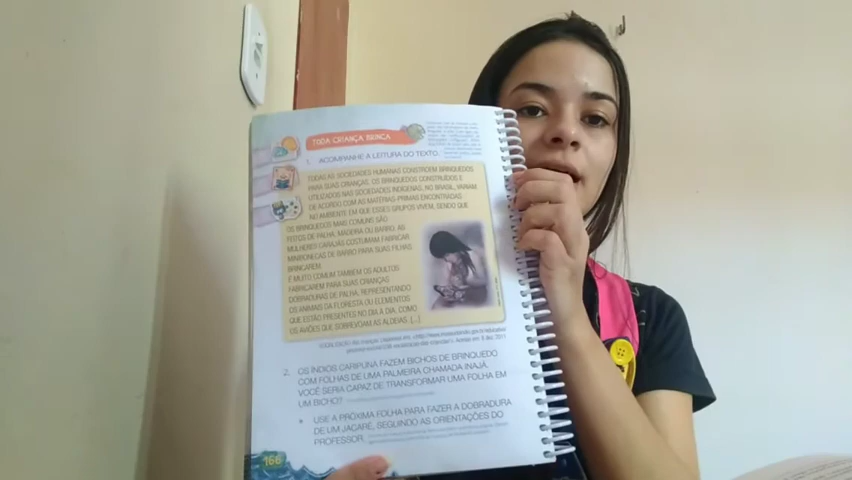 TODA CRIANÇA BRINCA
1. ACOMPANHE A LEITURA DO TEXTO.
TODAS AS SOCIEDADES HUMANAS CONSTROEM BRINQUEDOS
PARA SUAS CRIANÇAS. OS BRINQUEDOS CONSTRUÍDOS E
UTILIZADOS NAS SOCIEDADES INDÍGENAS, NO BRASIL, VARIAM
DE ACORDO COM AS MATÉRIAS-PRIMAS ENCONTRADAS
NO AMBIENTE EM QUE ESSES GRUPOS VIVEM, SENDO QUE
OS BRINQUEDOS MAIS COMUNS SÃO
FEITOS DE PALHA, MADEIRA OU BARRO. AS
MULHERES CARAJÁS COSTUMAM FABRICAR
MINIBONECAS DE BARRO PARA SUAS FILHAS
BRINCAREM.
É MUITO COMUM TAMBÉM OS ADULTOS
FABRICAREM PARA SUAS CRIANÇAS
DOBRADURAS DE PALHA, REPRESENTANDO
OS ANIMAIS DA FLORESTA OU ELEMENTOS
QUE ESTÃO PRESENTES NO DIA A DIA, COMO
OS AVIÕES QUE SOBREVOAM AS ALDEIAS. [...]
2. OS ÍNDIOS CARIPUNA FAZEM BICHOS DE BRINQUEDO
COM FOLHAS DE UMA PALMEIRA CHAMADA INAJÁ.
VOCÊ SERIA CAPAZ DE TRANSFORMAR UMA FOLHA EM
UM BICHO?
• USE A PRÓXIMA FOLHA PARA FAZER A DOBRADURA
DE UM JACARÉ, SEGUINDO AS ORIENTAÇÕES DO
PROFESSOR.
166